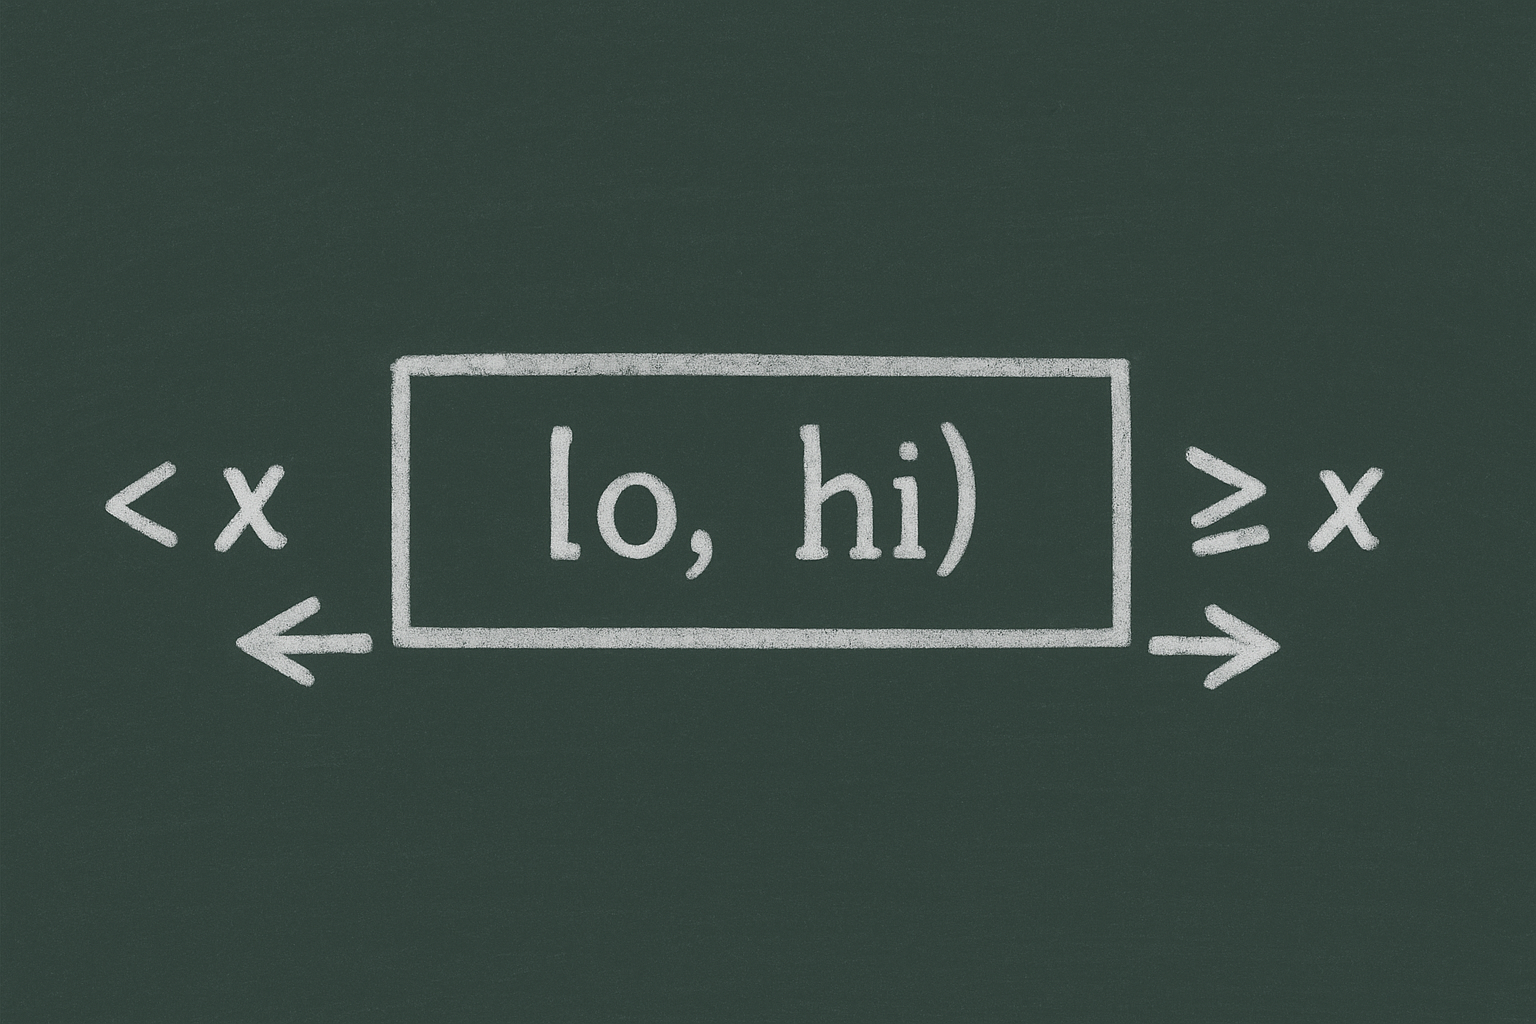 < x lo, hi) ≥ x
← →